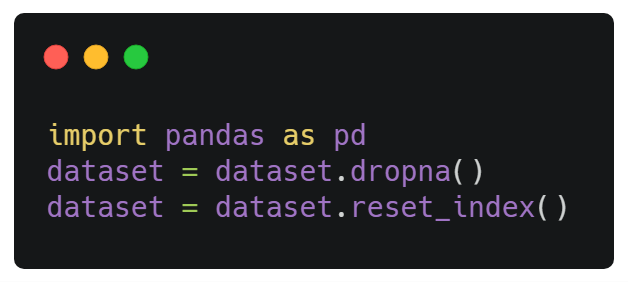 import pandas as pd
dataset = dataset.dropna()
dataset = dataset.reset_index()